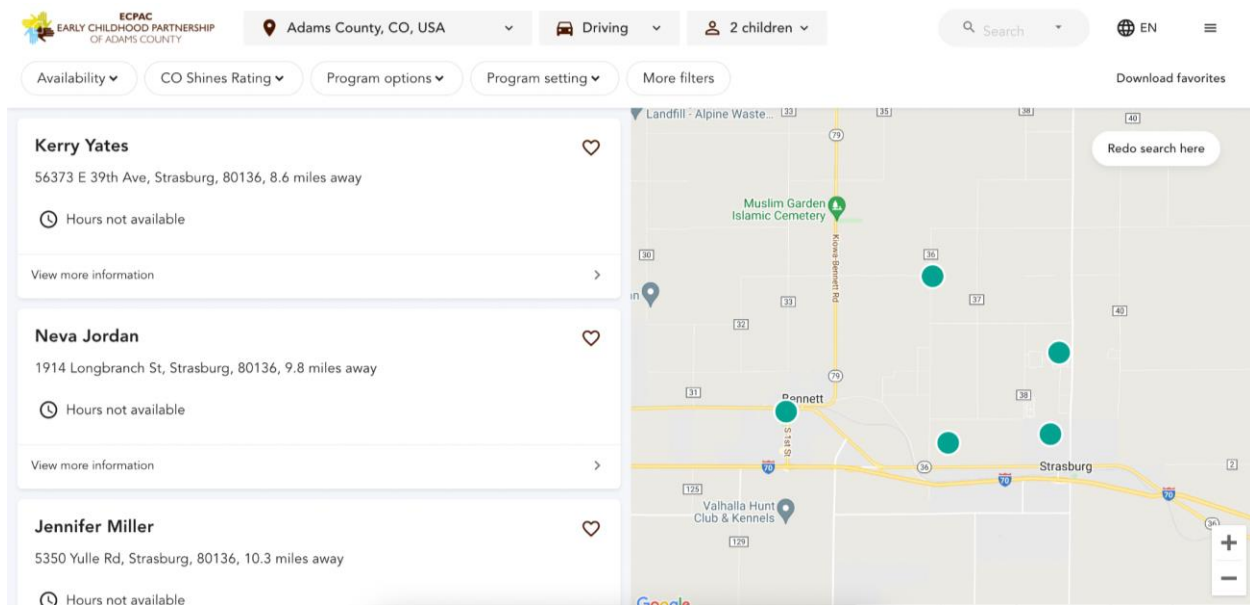 ECPAC
EARLY CHILDHOOD PARTNERSHIP
OF ADAMS COUNTY
Adams County, CO, USA
Driving
2 children
Search
EN
Availability
CO Shines Rating
Program options
Program setting
More filters
Download favorites
Kerry Yates
56373 E 39th Ave, Strasburg, 80136, 8.6 miles away
Hours not available
View more information
Neva Jordan
1914 Longbranch St, Strasburg, 80136, 9.8 miles away
Hours not available
View more information
Jennifer Miller
5350 Yulle Rd, Strasburg, 80136, 10.3 miles away
Hours not available
Landfill - Alpine Waste...
33
35
38
40
79
Redo search here
Muslim Garden
Islamic Cemetery
Kiowa-Bennett Rd
30
36
33
37
40
32
79
31
Bennett
38
S 1st St
70
36
Strasburg
70
2
70
125
Valhalla Hunt
Club & Kennels
129
36
+
−
Google